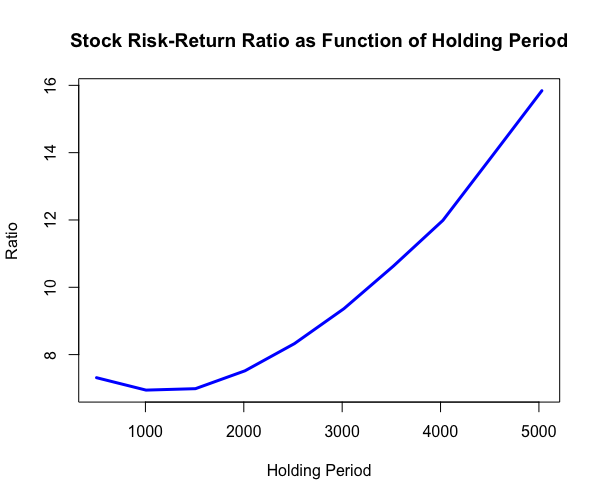 Stock Risk-Return Ratio as Function of Holding Period
16
14
12
10
8
Ratio
1000 2000 3000 4000 5000
Holding Period